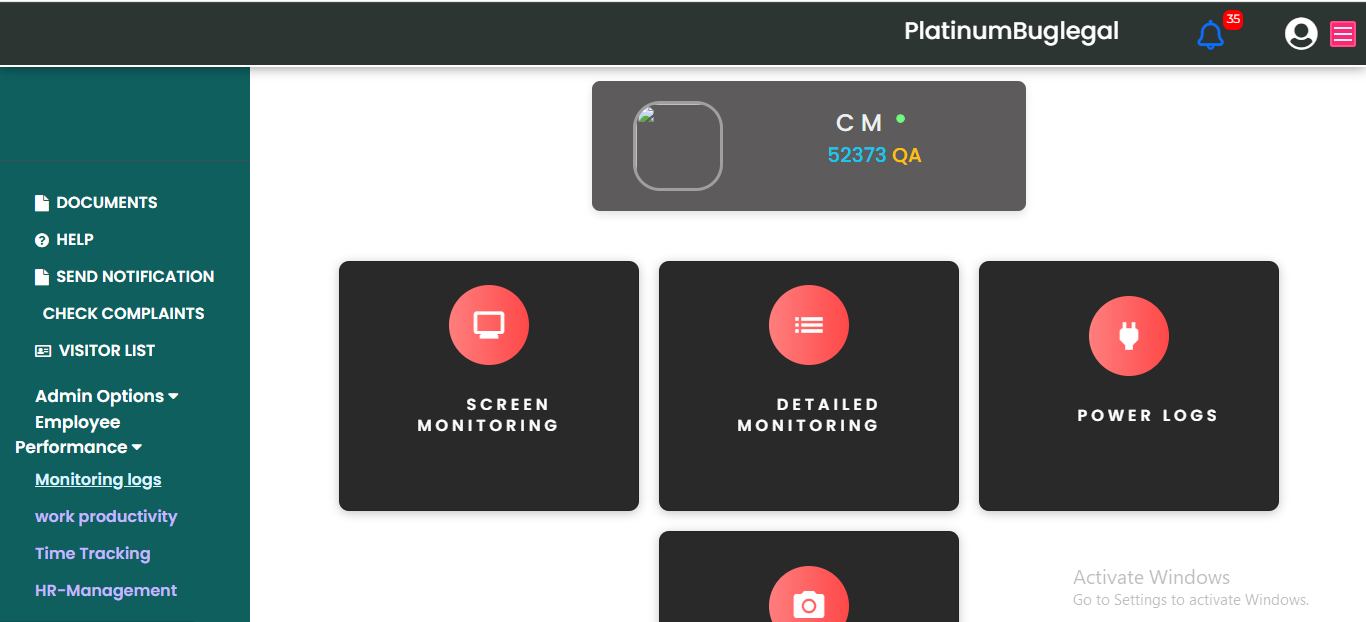 PlatinumBuglegal
35
C M
52373 QA
DOCUMENTS
HELP
SEND NOTIFICATION
CHECK COMPLAINTS
VISITOR LIST
Admin Options
Employee
Performance
Monitoring logs
work productivity
Time Tracking
HR-Management
SCREEN
MONITORING
DETAILED
MONITORING
POWER LOGS
Activate Windows
Go to Settings to activate Windows.